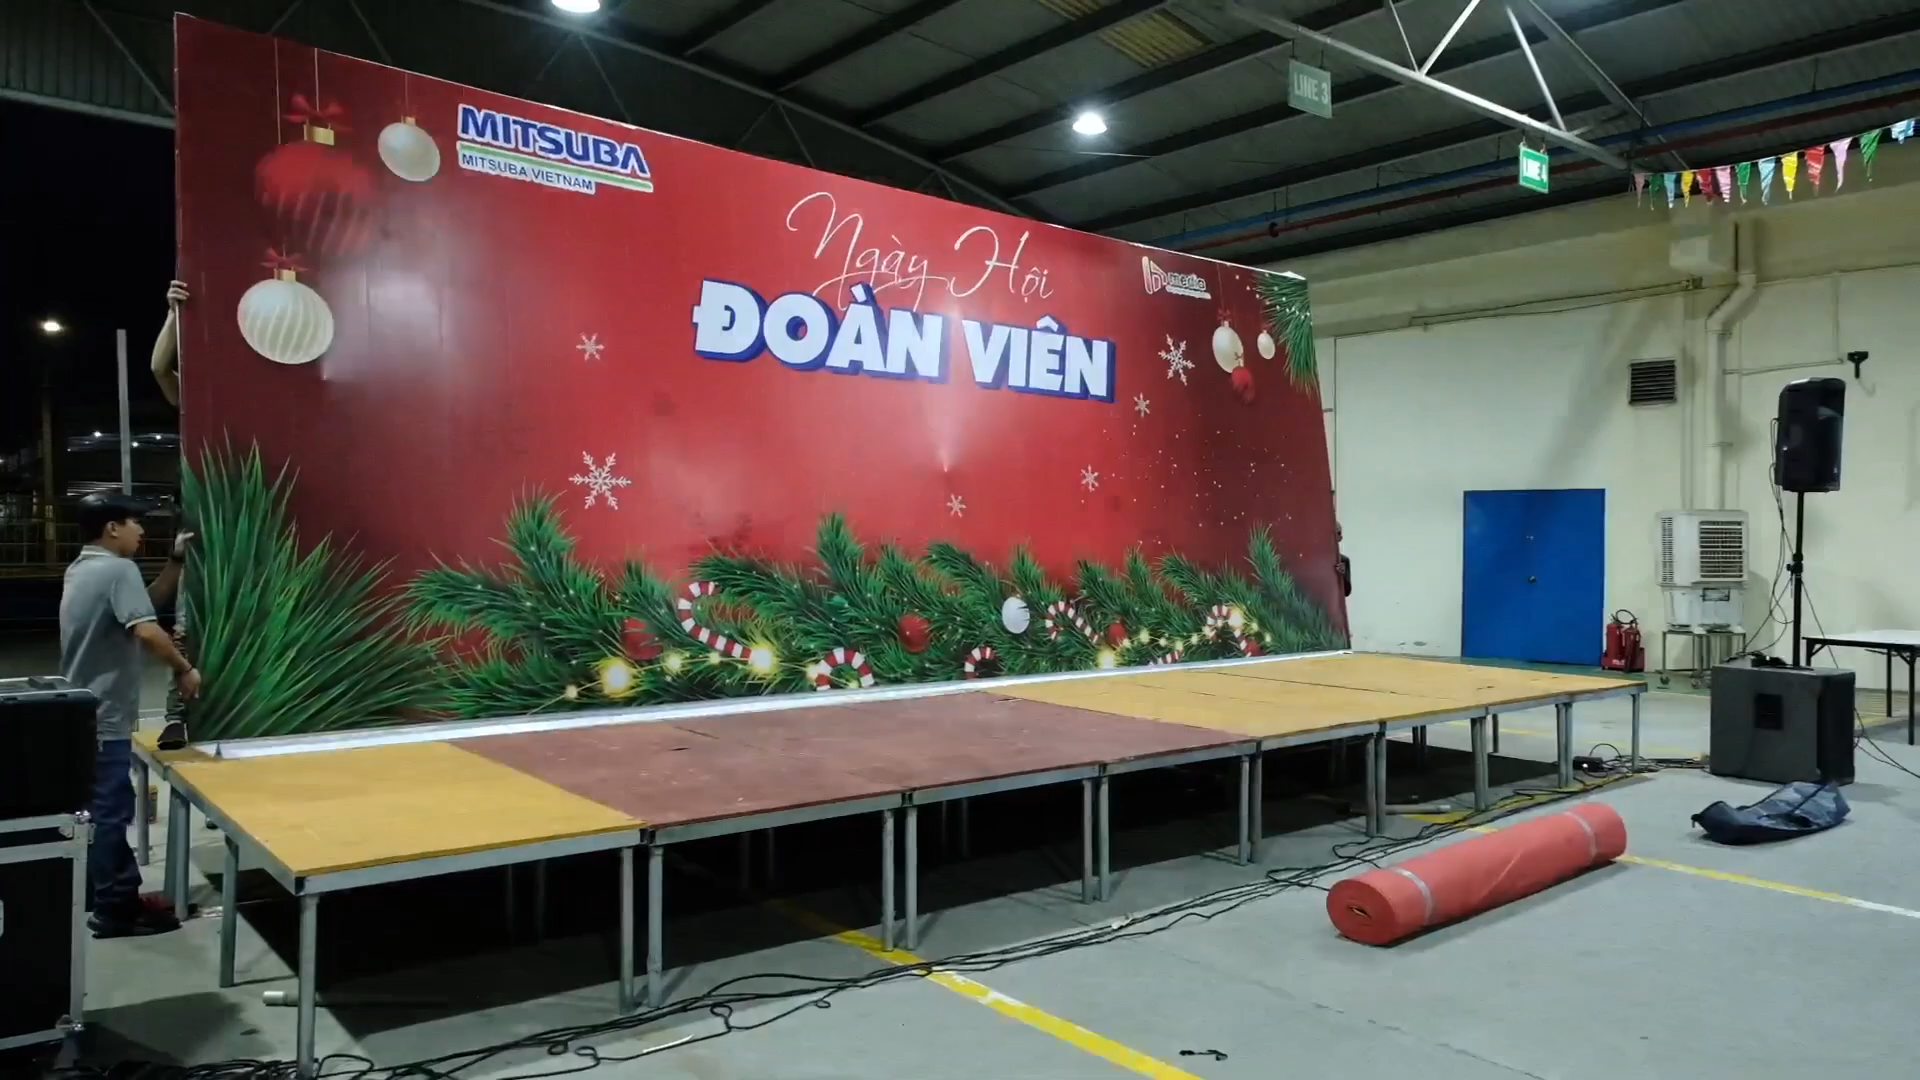 MITSUBA
MITSUBA VIETNAM
Ngày Hội
ĐOÀN VIÊN
media
LINE 3
LINE 4